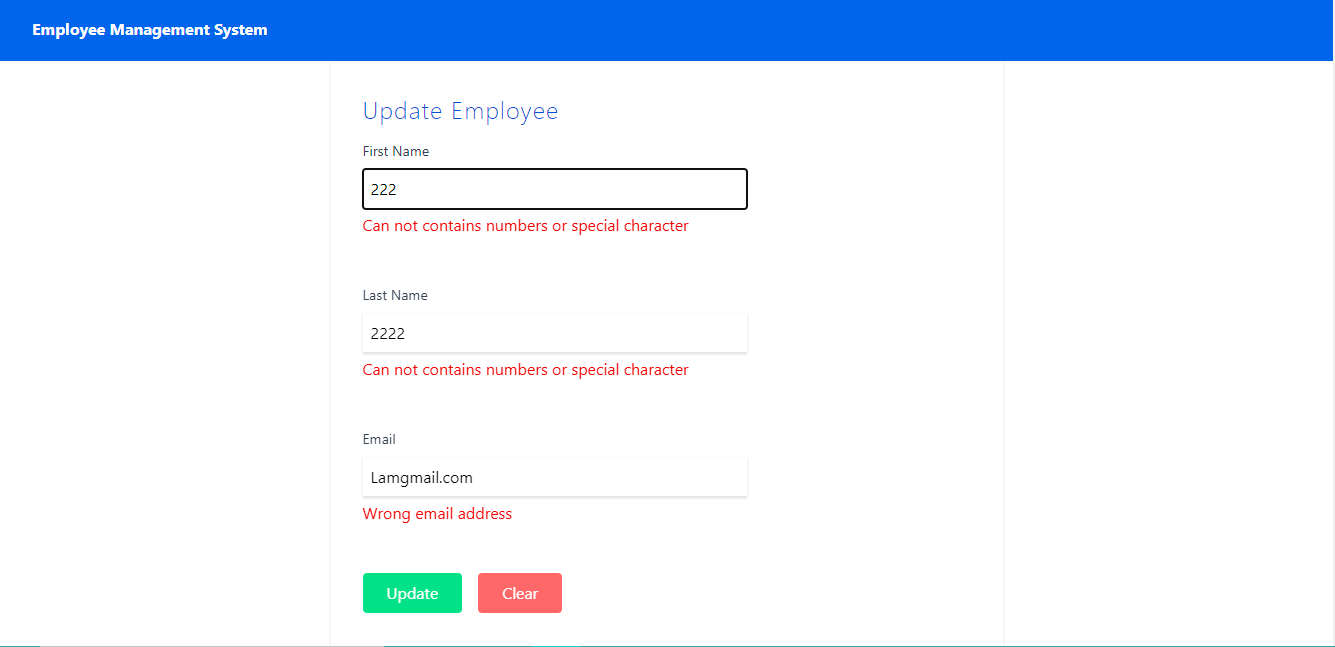 Employee Management System
Update Employee
First Name
222
Can not contains numbers or special character
Last Name
2222
Can not contains numbers or special character
Email
Lamgmail.com
Wrong email address
Update Clear